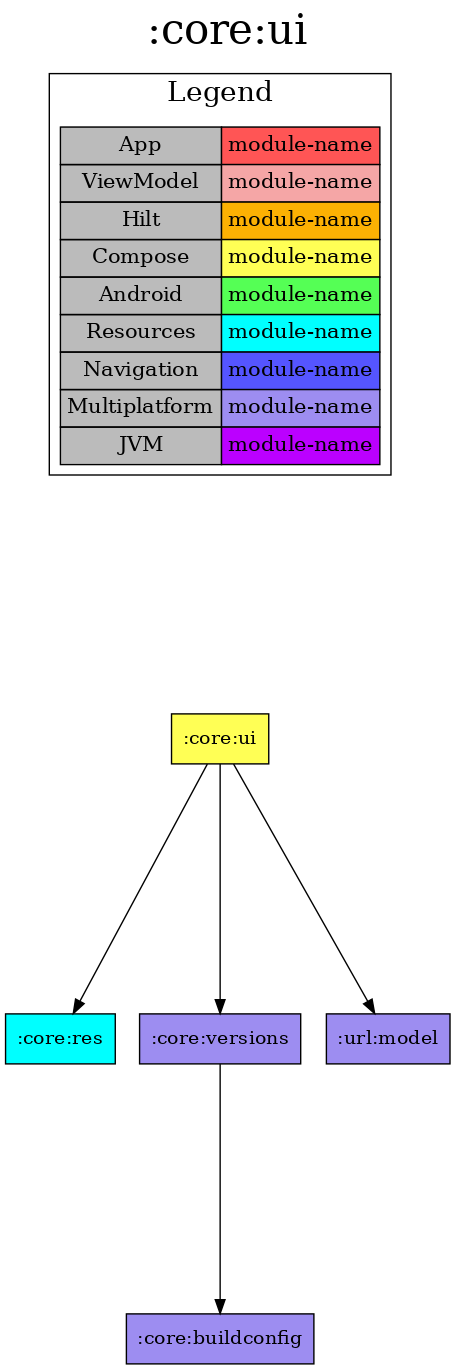 :core:ui
Legend
App module-name
ViewModel module-name
Hilt module-name
Compose module-name
Android module-name
Resources module-name
Navigation module-name
Multiplatform module-name
JVM module-name
:core:ui
:core:res :core:versions :url:model
:core:buildconfig